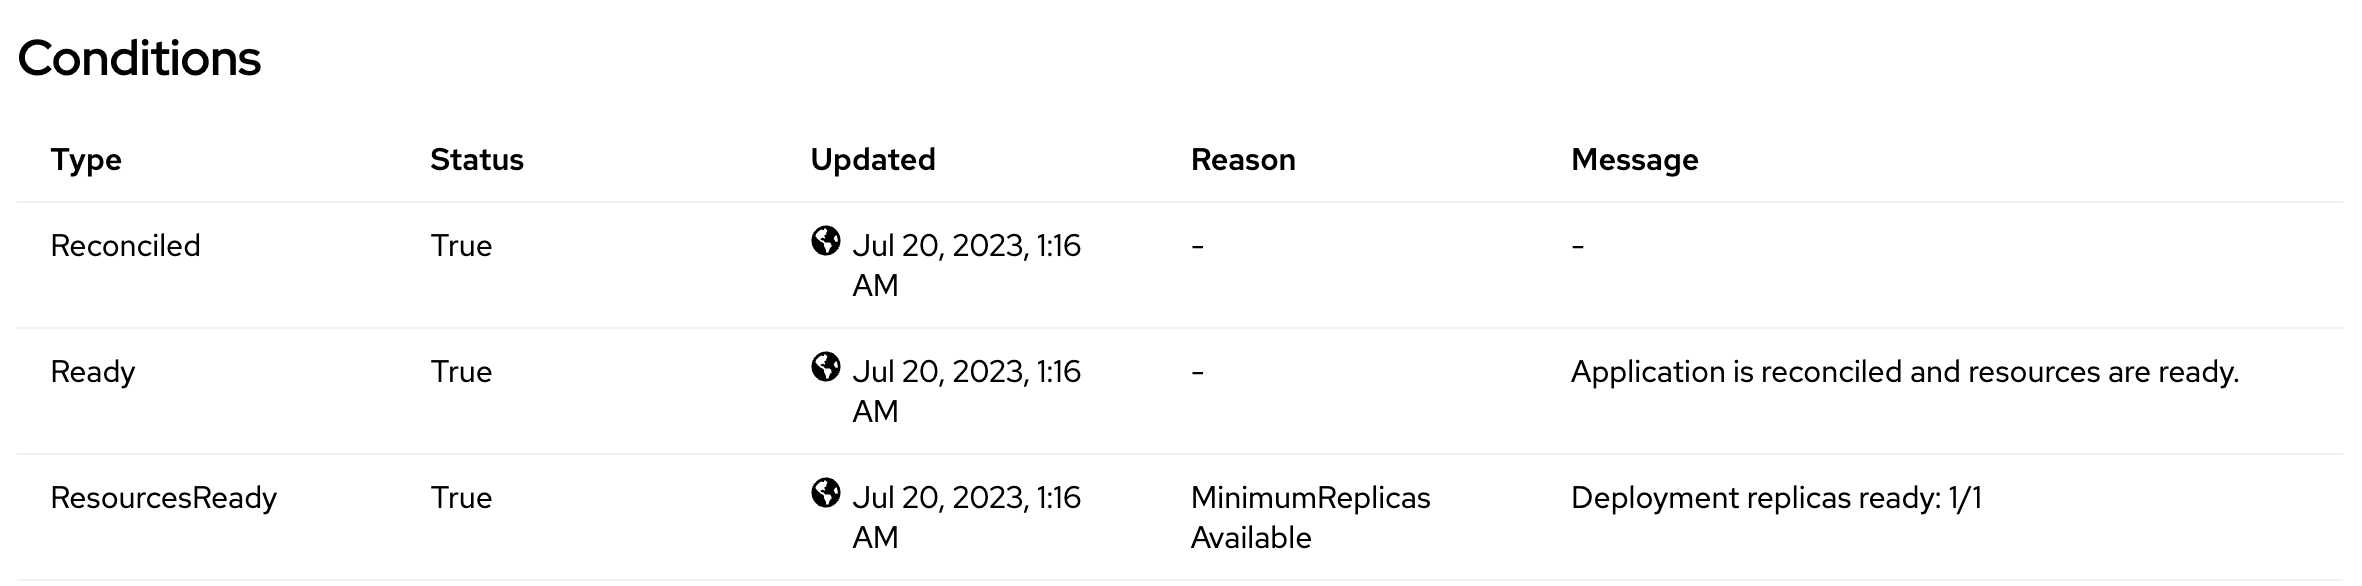 Conditions
Type Status Updated Reason Message
Reconciled True Jul 20, 2023, 1:16 - -
AM
Ready True Jul 20, 2023, 1:16 - Application is reconciled and resources are ready.
AM
ResourcesReady True Jul 20, 2023, 1:16 MinimumReplicas Deployment replicas ready: 1/1
AM Available